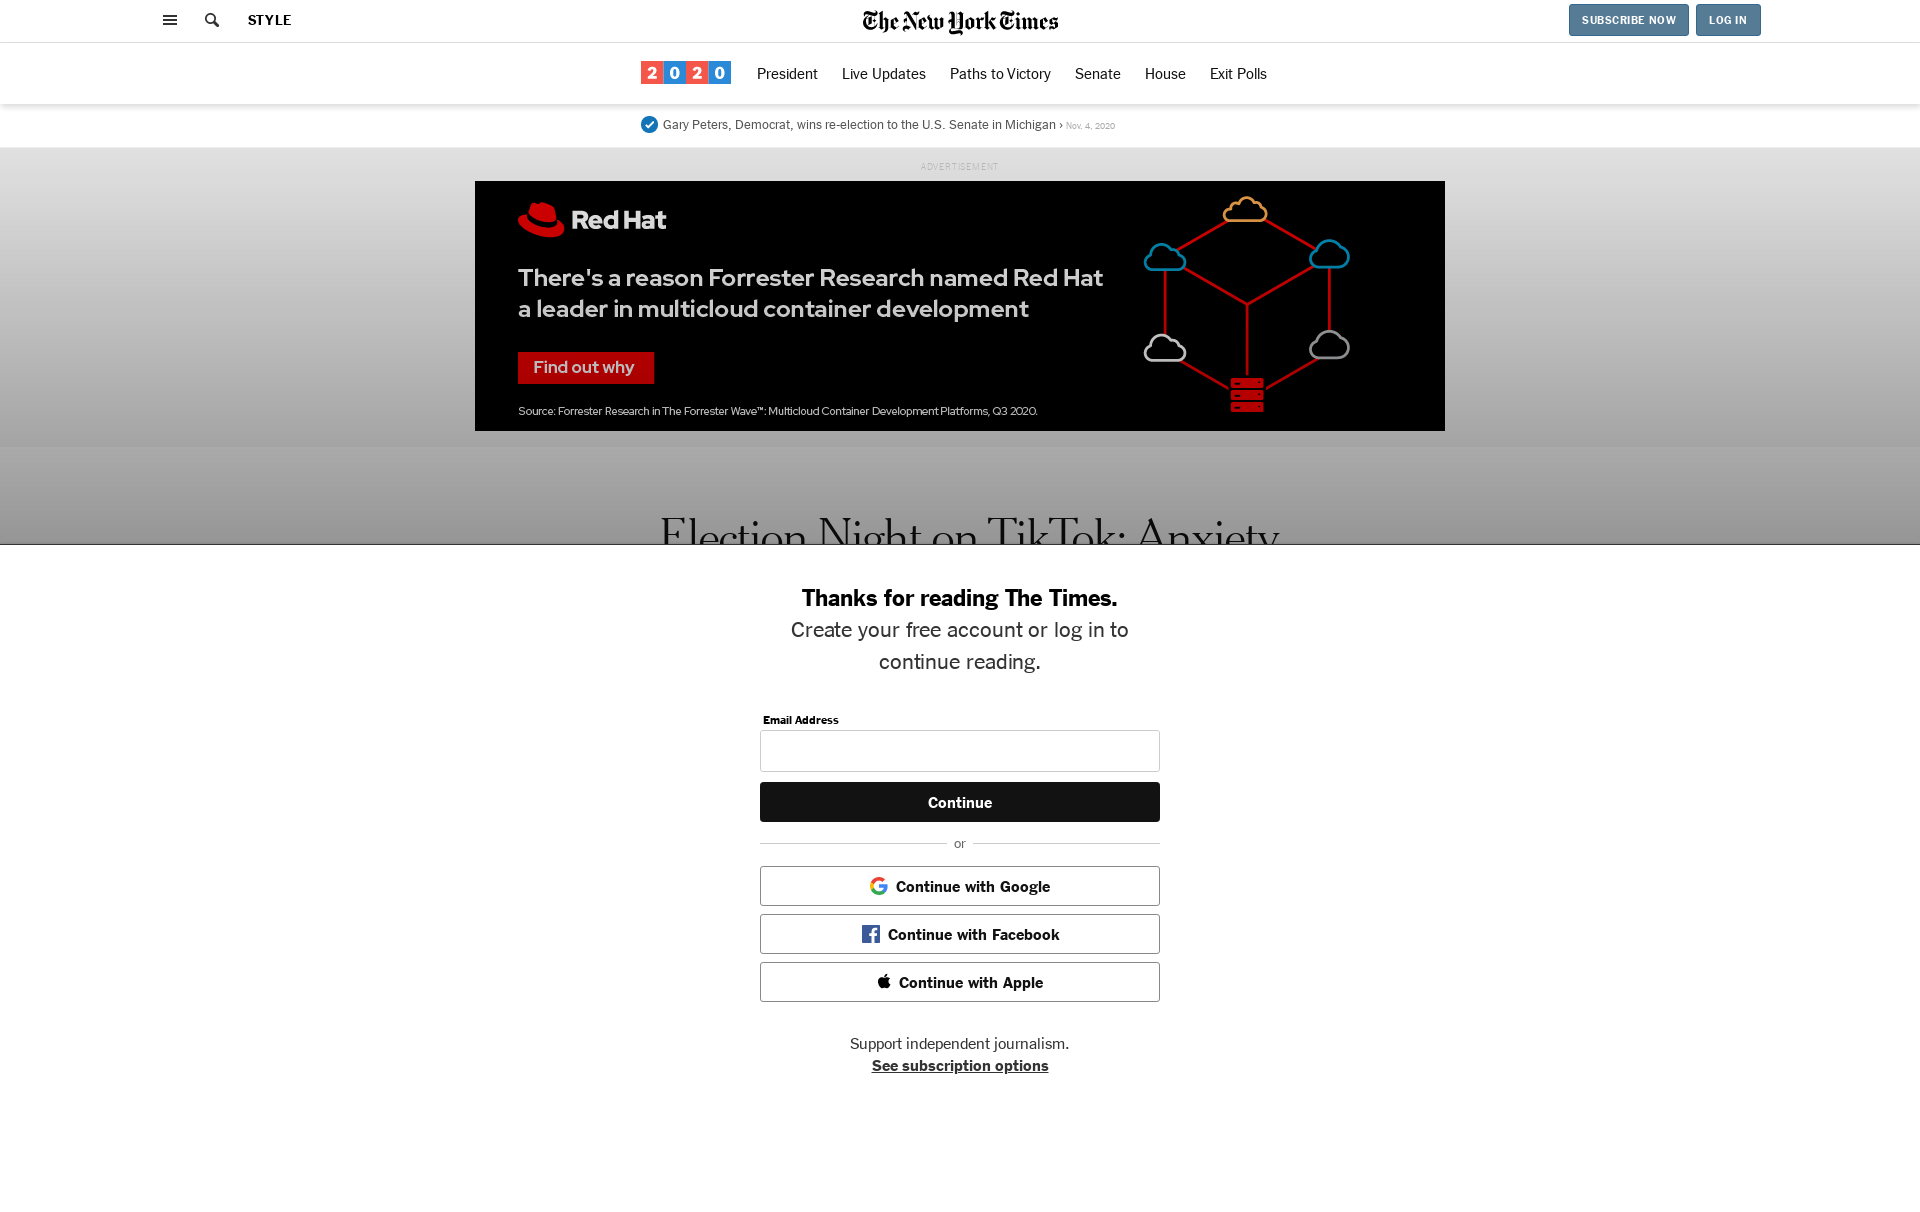 STYLE
The New York Times
SUBSCRIBE NOW
LOG IN
2020
President
Live Updates
Paths to Victory
Senate
House
Exit Polls
Gary Peters, Democrat, wins re-election to the U.S. Senate in Michigan › Nov. 4, 2020
ADVERTISEMENT
Red Hat
There's a reason Forrester Research named Red Hat
a leader in multicloud container development
Find out why
Source: Forrester Research in The Forrester Wave™: Multicloud Container Development Platforms, Q3 2020.
Election Night on TikTok: Anxiety
Thanks for reading The Times.
Create your free account or log in to
continue reading.
Email Address
Continue
or
Continue with Google
Continue with Facebook
Continue with Apple
Support independent journalism.
See subscription options